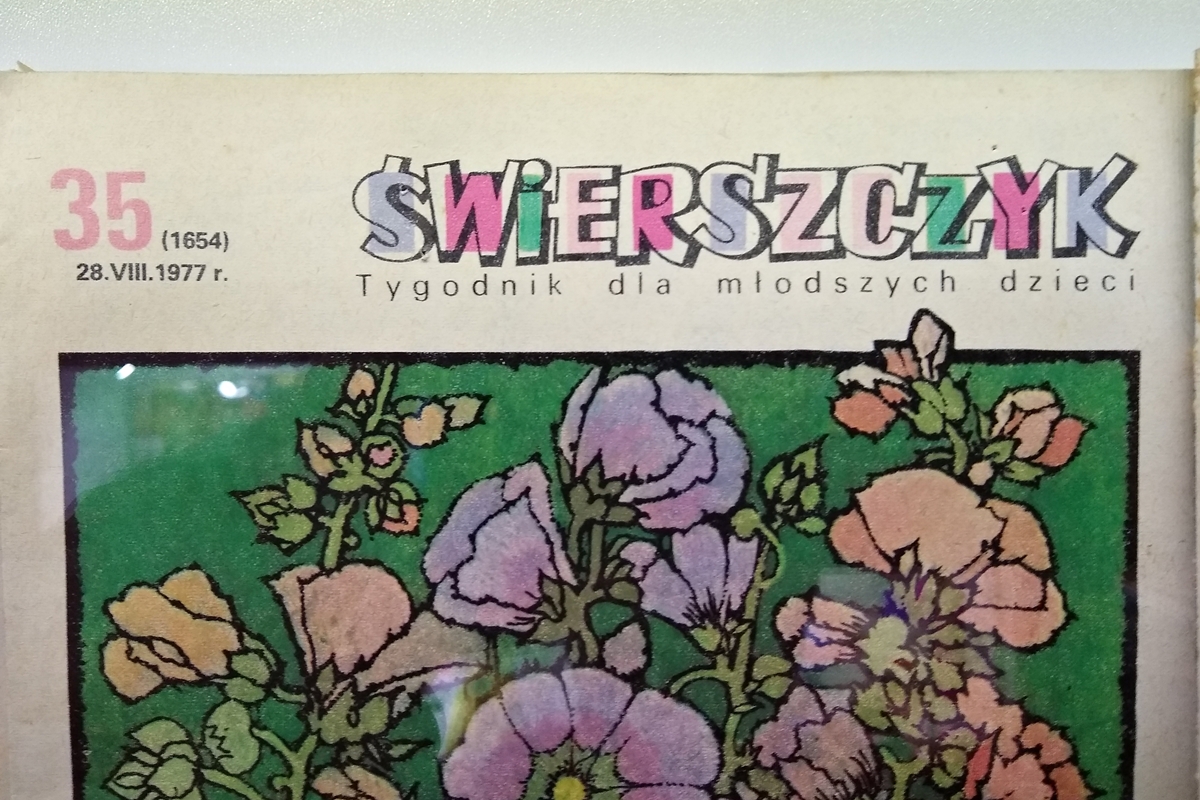 35 (1654)
28.VIII.1977 r.
ŚWiERSZCZYK
Tygodnik dla młodszych dzieci